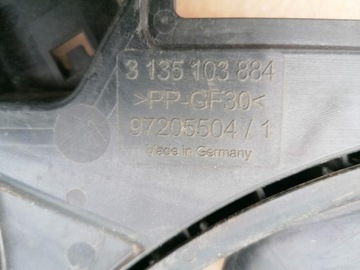 3 135 103 884
>PP-GF30<
97205504 / 1
Made in Germany